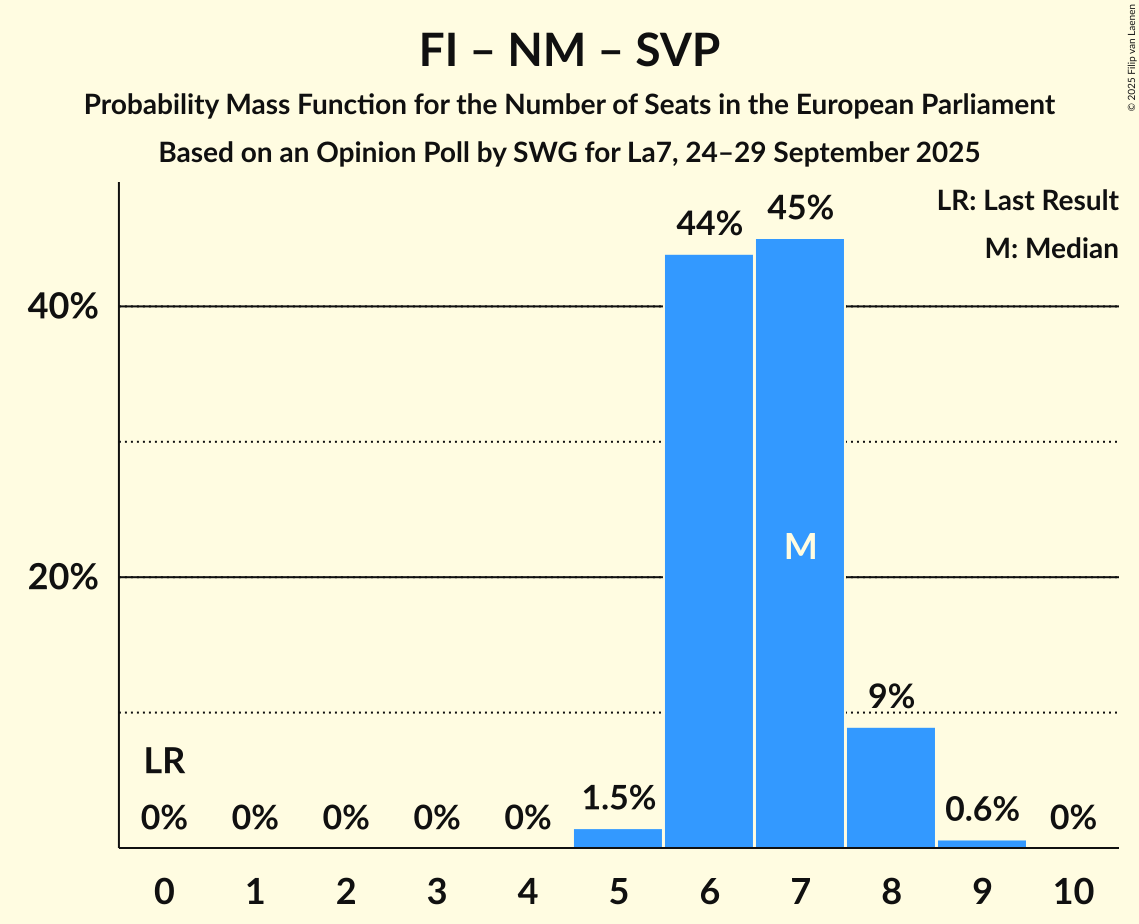 FI – NM – SVP
Probability Mass Function for the Number of Seats in the European Parliament
Based on an Opinion Poll by SWG for La7, 24–29 September 2025
© 2025 Filip van Laenen
LR: Last Result
M: Median
40%
20%
44%
45%
M
9%
LR
0%
0%
0%
0%
0%
1.5%
0.6%
0%
0 1 2 3 4 5 6 7 8 9 10